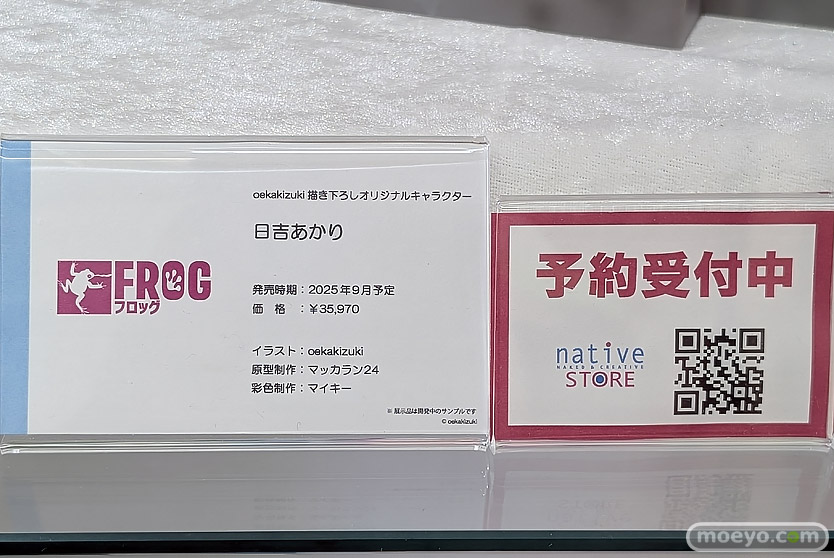 oekakizuki 描き下ろしオリジナルキャラクター
日吉あかり
FROG
フロッグ
発売時期：2025年9月予定
価　格　：￥35,970
イラスト：oekakizuki
原型制作：マッカラン24
彩色制作：マイキー
※ 展示品は開発中のサンプルです
© oekakizuki
予約受付中
native
NAKED & CREATIVE
STORE
moeyo.com